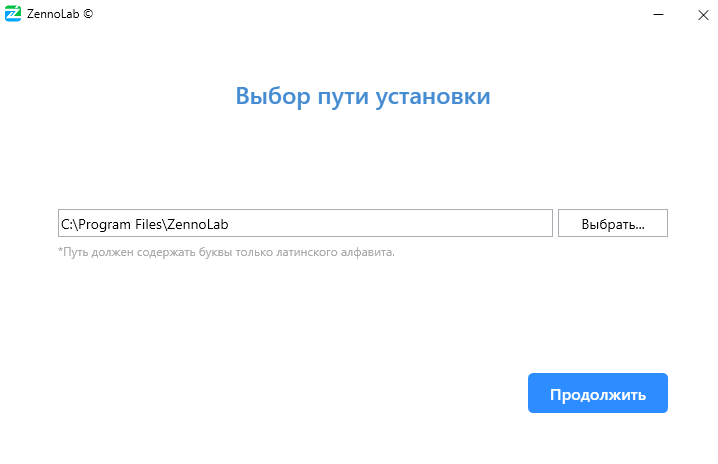 ZennoLab ©
Выбор пути установки
C:\Program Files\ZennoLab
Выбрать...
*Путь должен содержать буквы только латинского алфавита.
Продолжить